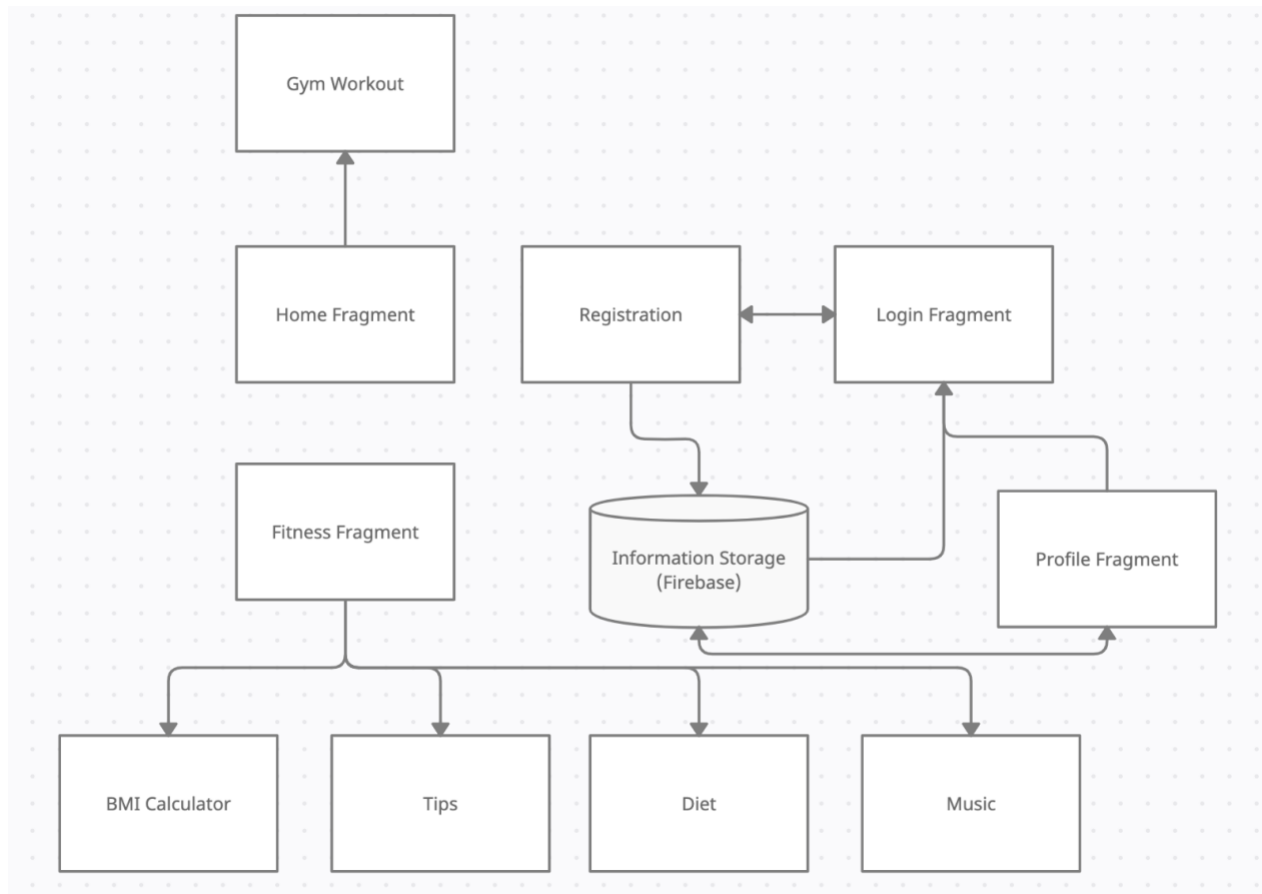 Gym Workout
Home Fragment
Registration
Login Fragment
Fitness Fragment
Information Storage
(Firebase)
Profile Fragment
BMI Calculator
Tips
Diet
Music